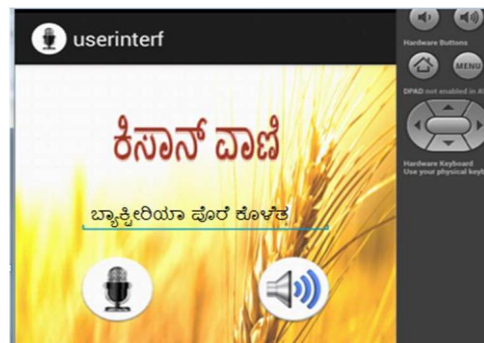 userinterf
ಕಿಸಾನ್ ವಾಣಿ
ಬ್ಯಾಕ್ಟೀರಿಯಾ ಪೊರೆ ಕೊಳೆತ
Hardware Buttons
MENU
DPAD not enabled in A
Hardware Keyboard
Use your physical keyb